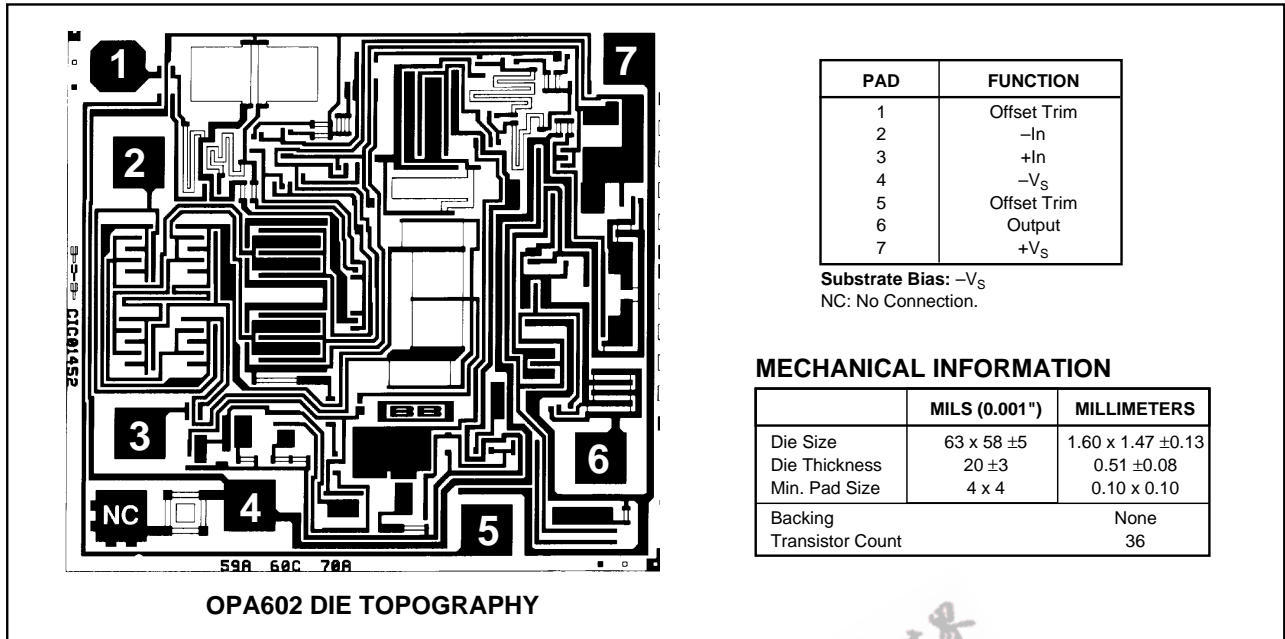 1
7
2
3
6
NC
4
5
CIC01452
BB
59A 60C 70A
OPA602 DIE TOPOGRAPHY
PAD FUNCTION
1 Offset Trim
2 –In
3 +In
4 –VS
5 Offset Trim
6 Output
7 +VS
Substrate Bias: –VS
NC: No Connection.
MECHANICAL INFORMATION
MILS (0.001") MILLIMETERS
Die Size 63 x 58 ±5 1.60 x 1.47 ±0.13
Die Thickness 20 ±3 0.51 ±0.08
Min. Pad Size 4 x 4 0.10 x 0.10
Backing None
Transistor Count 36